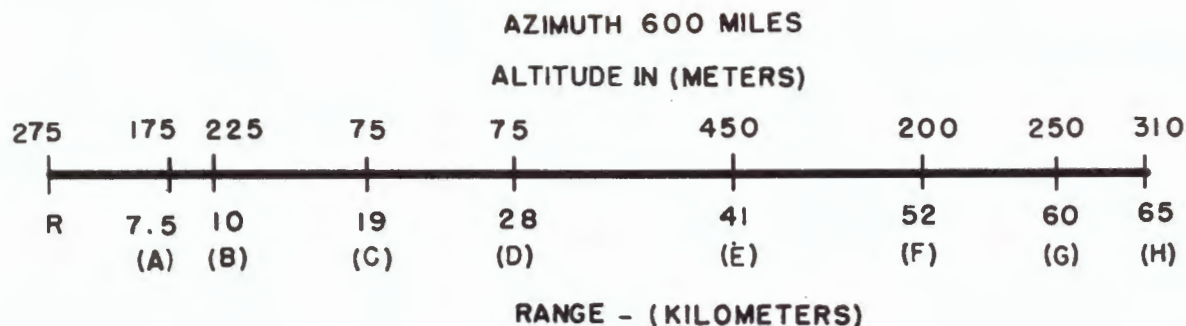 AZIMUTH 600 MILES
ALTITUDE IN (METERS)
275 175 225 75 75 450 200 250 310
R 7.5 10 19 28 41 52 60 65
(A) (B) (C) (D) (E) (F) (G) (H)
RANGE - (KILOMETERS)